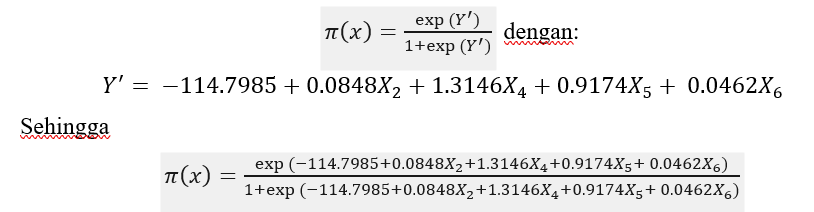 π(x) = exp (Y′) / 1+exp (Y′) dengan:
Y′ = −114.7985 + 0.0848X₂ + 1.3146X₄ + 0.9174X₅ + 0.0462X₆
Sehingga
π(x) = exp (−114.7985+0.0848X₂+1.3146X₄+0.9174X₅+ 0.0462X₆) / 1+exp (−114.7985+0.0848X₂+1.3146X₄+0.9174X₅+ 0.0462X₆)